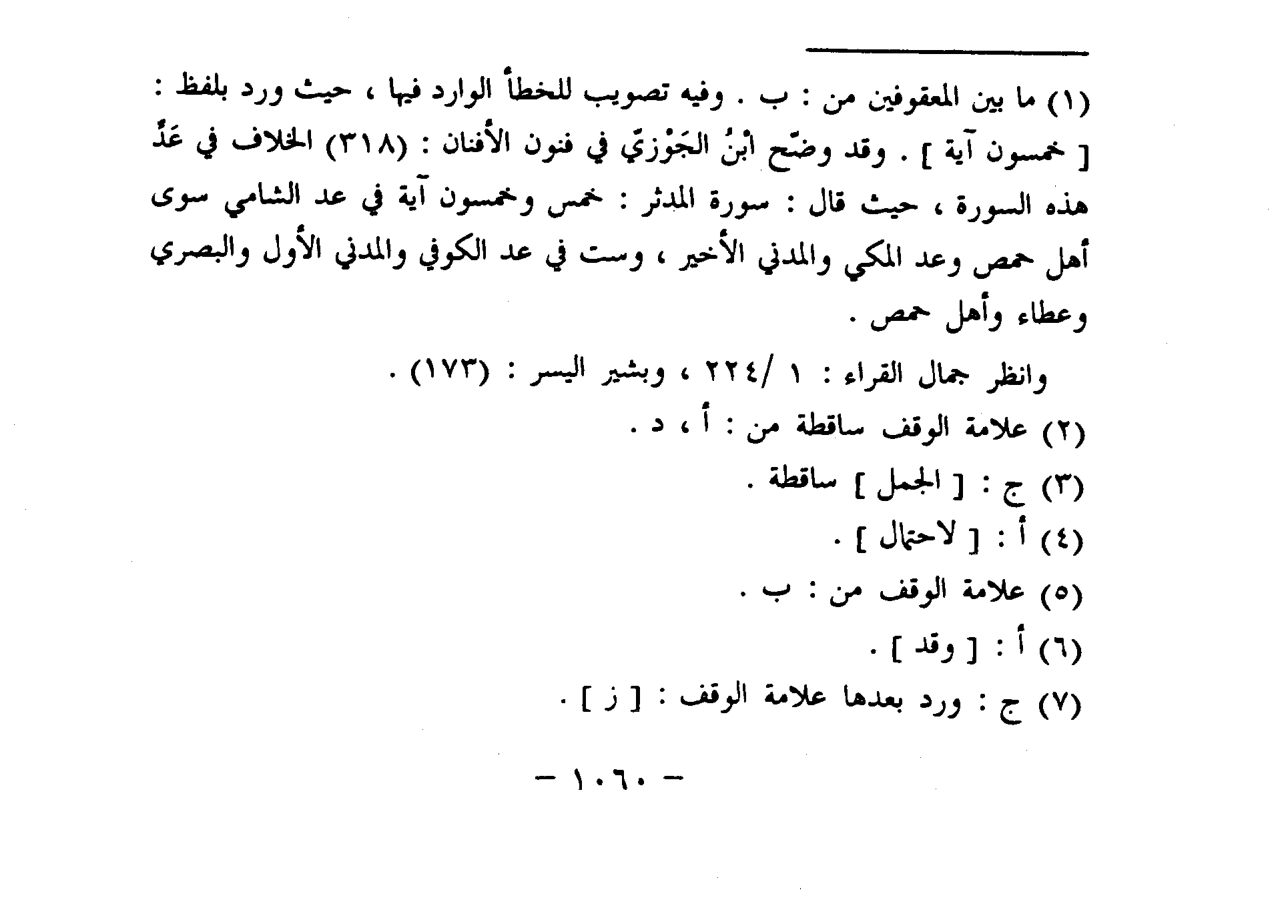 (١) ما بين المعقوفين من : ب . وفيه تصويب للخطأ الوارد فيها ، حيث ورد بلفظ :
[ خمسون آية ] . وقد وضّح ابْنُ الجَوْزيّ في فنون الأفنان : (٣١٨) الخلاف في عَدِّ
هذه السورة ، حيث قال : سورة المدثر : خمس وخمسون آية في عد الشامي سوى
أهل حمص وعد المكي والمدني الأخير ، وست في عد الكوفي والمدني الأول والبصري
وعطاء وأهل حمص .
وانظر جمال القراء : ١ /٢٢٤ ، وبشير اليسر : (١٧٣) .
(٢) علامة الوقف ساقطة من : أ ، د .
(٣) ج : [ الجمل ] ساقطة .
(٤) أ : [ لاحتمال ] .
(٥) علامة الوقف من : ب .
(٦) أ : [ وقد ] .
(٧) ج : ورد بعدها علامة الوقف : [ ز ] .
– ١٠٦٠ –